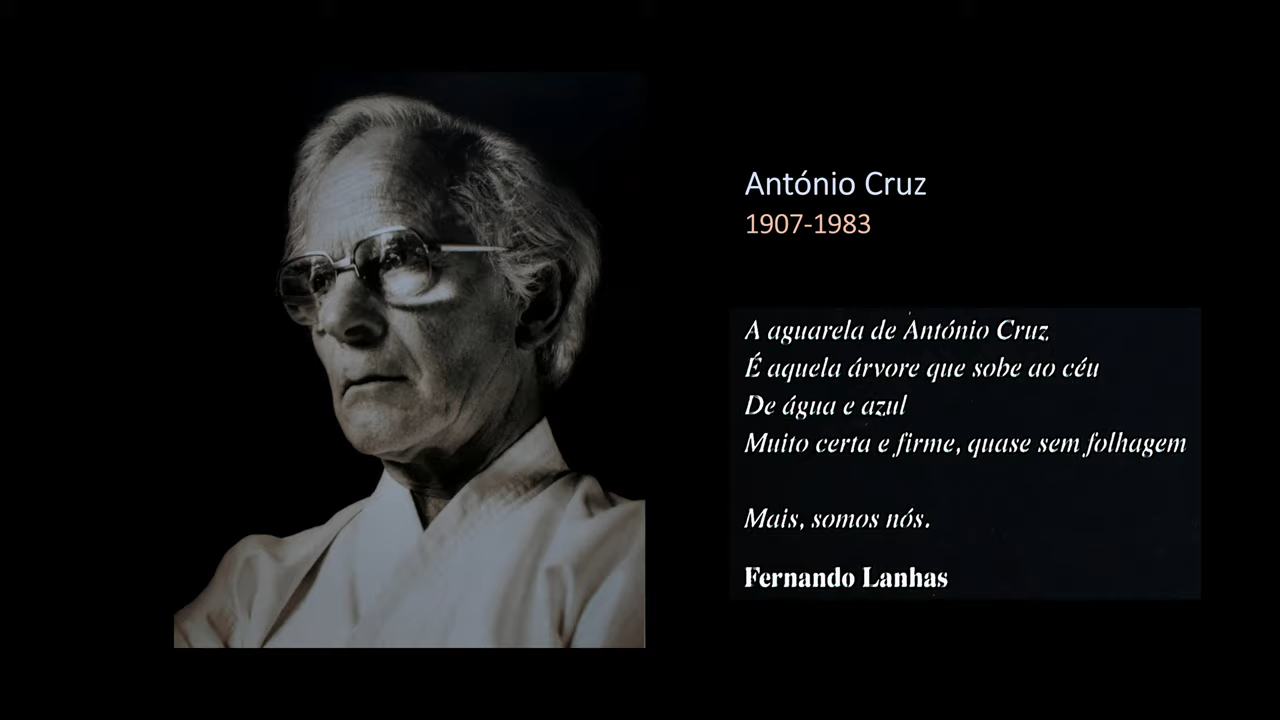 António Cruz
1907-1983
A aguarela de António Cruz
É aquela árvore que sobe ao céu
De água e azul
Muito certa e firme, quase sem folhagem
Mais, somos nós.
Fernando Lanhas